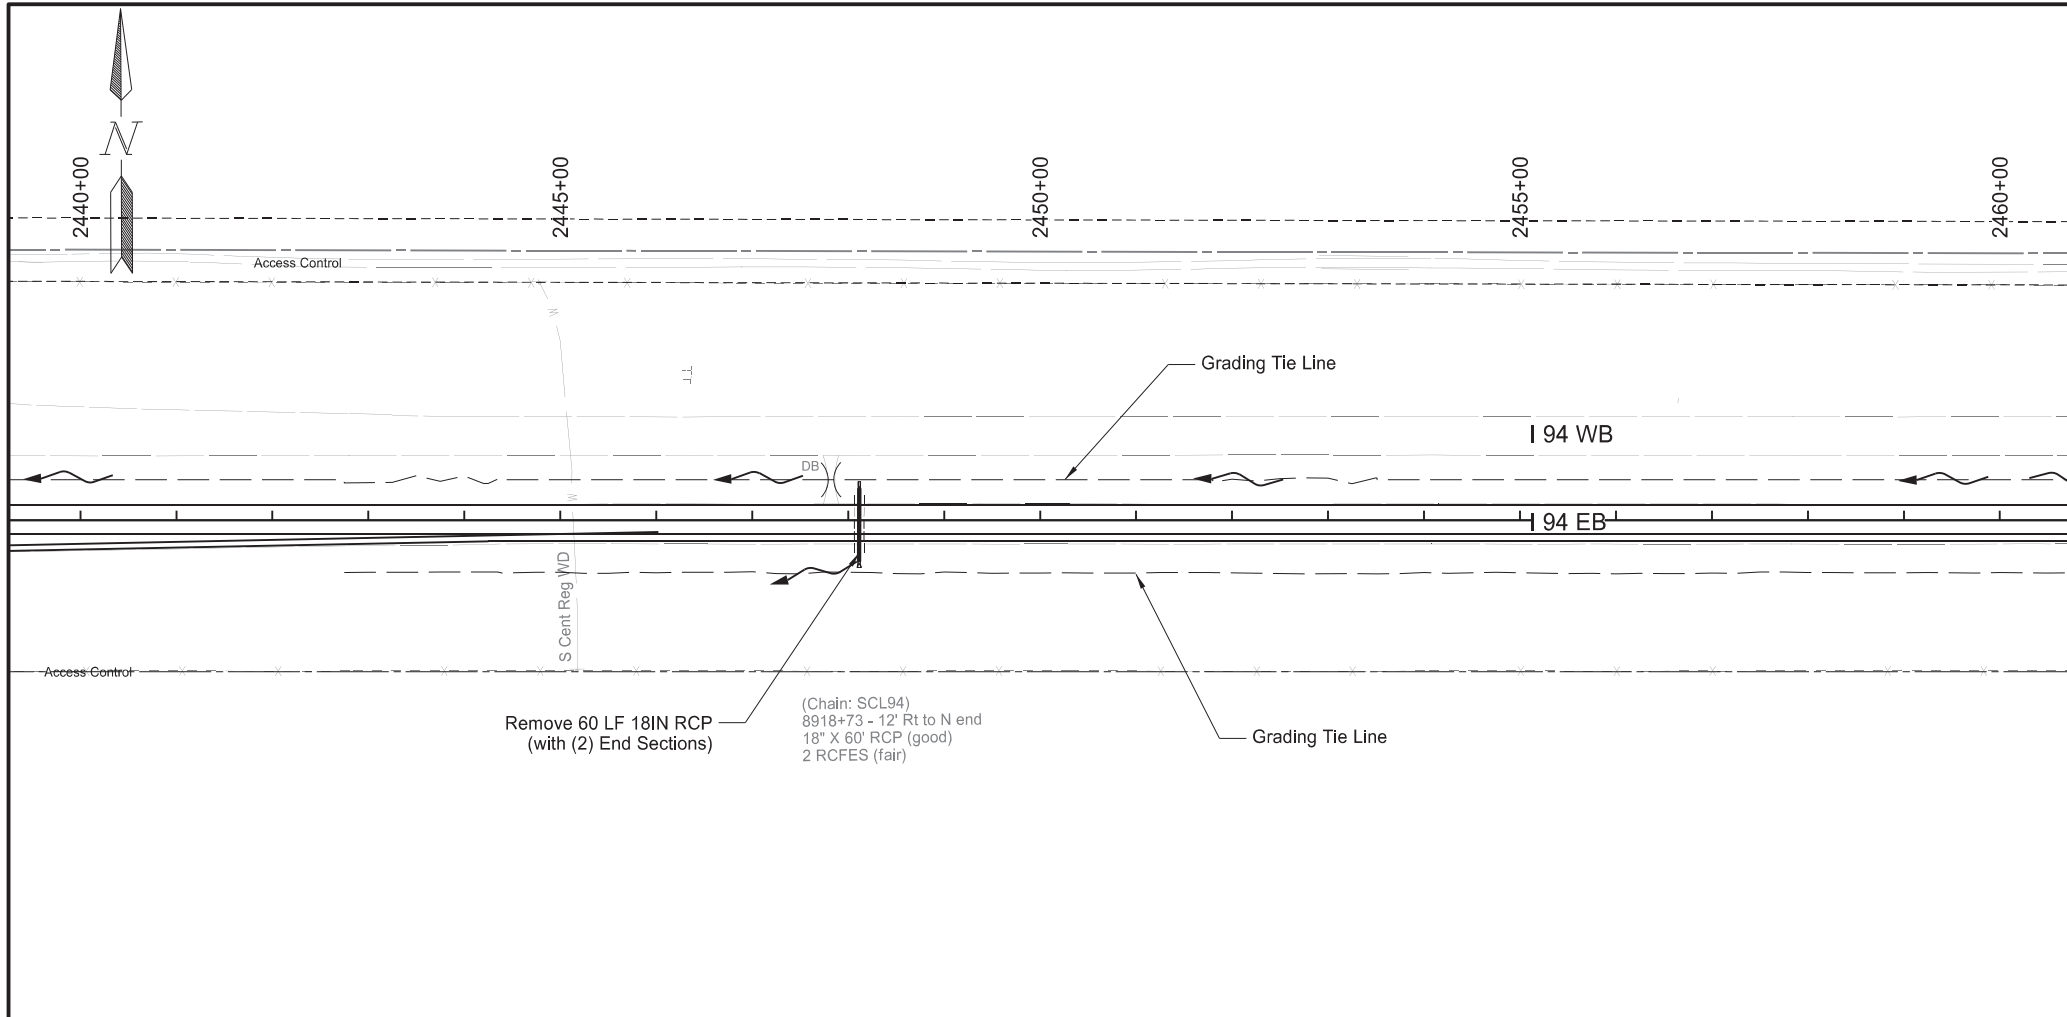 N
2440+00
2445+00
2450+00
2455+00
2460+00
Access Control
W
TT
Grading Tie Line
I 94 WB
DB
W
I 94 EB
S Cent Reg WD
Access Control
Remove 60 LF 18IN RCP
(with (2) End Sections)
(Chain: SCL94)
8918+73 - 12' Rt to N end
18" X 60' RCP (good)
2 RCFES (fair)
Grading Tie Line